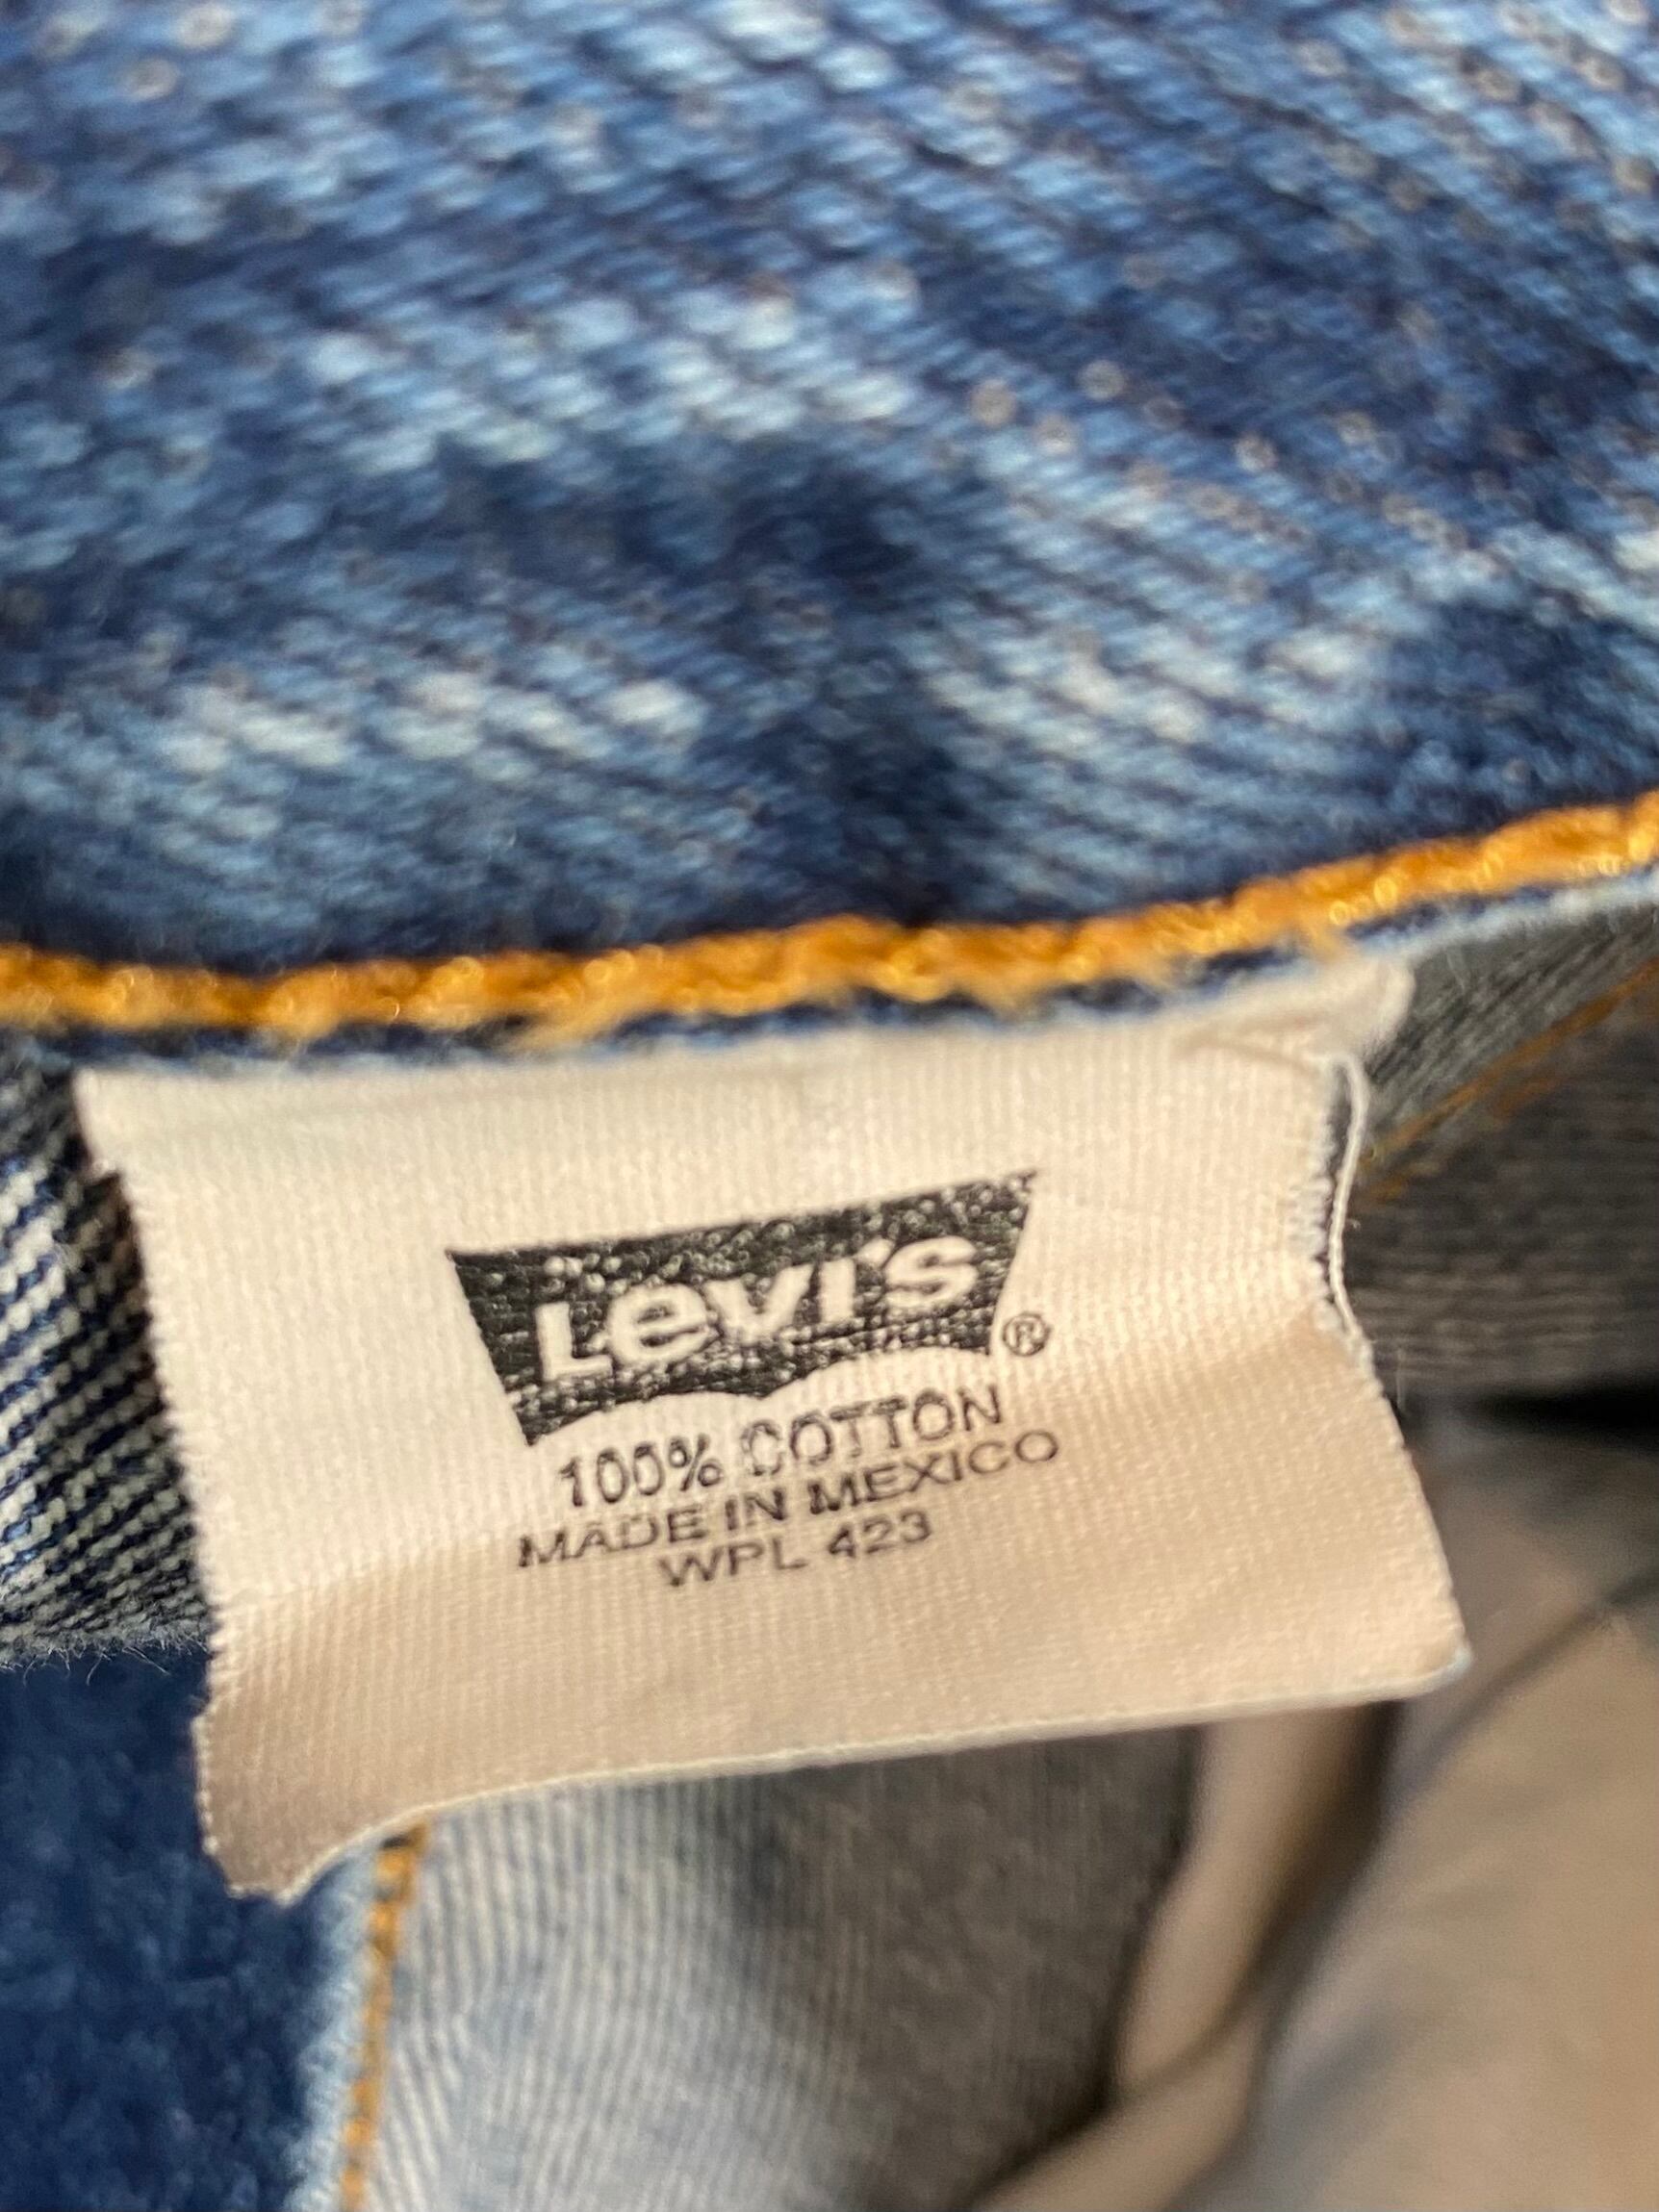 Levi's®
100% COTTON
MADE IN MEXICO
WPL 423